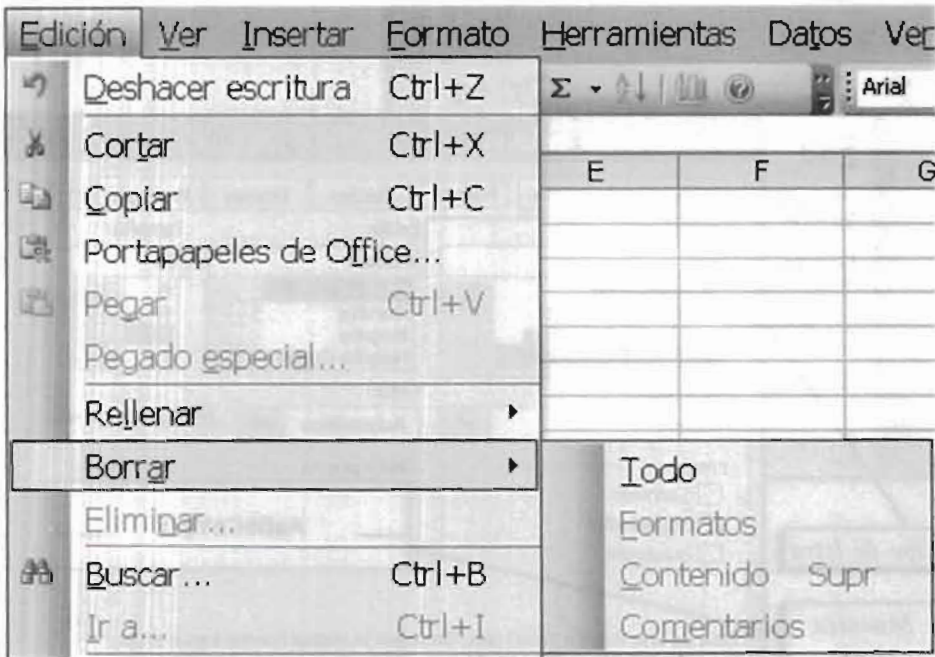 Edición Ver Insertar Formato Herramientas Datos Ver
Deshacer escritura Ctrl+Z
Σ Arial
Cortar Ctrl+X
E F G
Copiar Ctrl+C
Portapapeles de Office...
Pegar Ctrl+V
Pegado especial...
Rellenar
Borrar
Todo
Eliminar...
Formatos
Buscar... Ctrl+B
Contenido Supr
Ir a... Ctrl+I
Comentarios